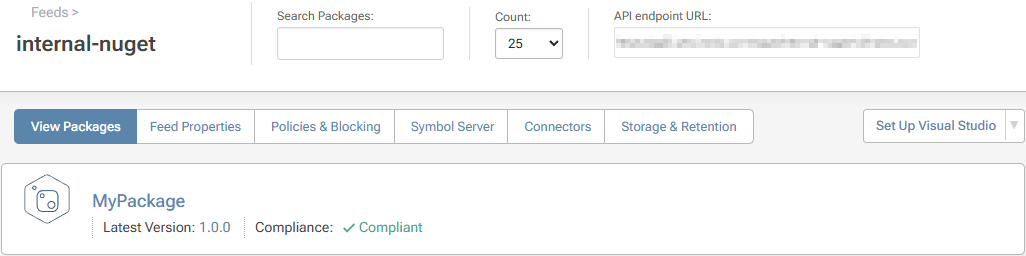 Feeds >
internal-nuget
Search Packages:
Count:
25
API endpoint URL:
View Packages
Feed Properties
Policies & Blocking
Symbol Server
Connectors
Storage & Retention
Set Up Visual Studio
MyPackage
Latest Version: 1.0.0
Compliance: ✓ Compliant